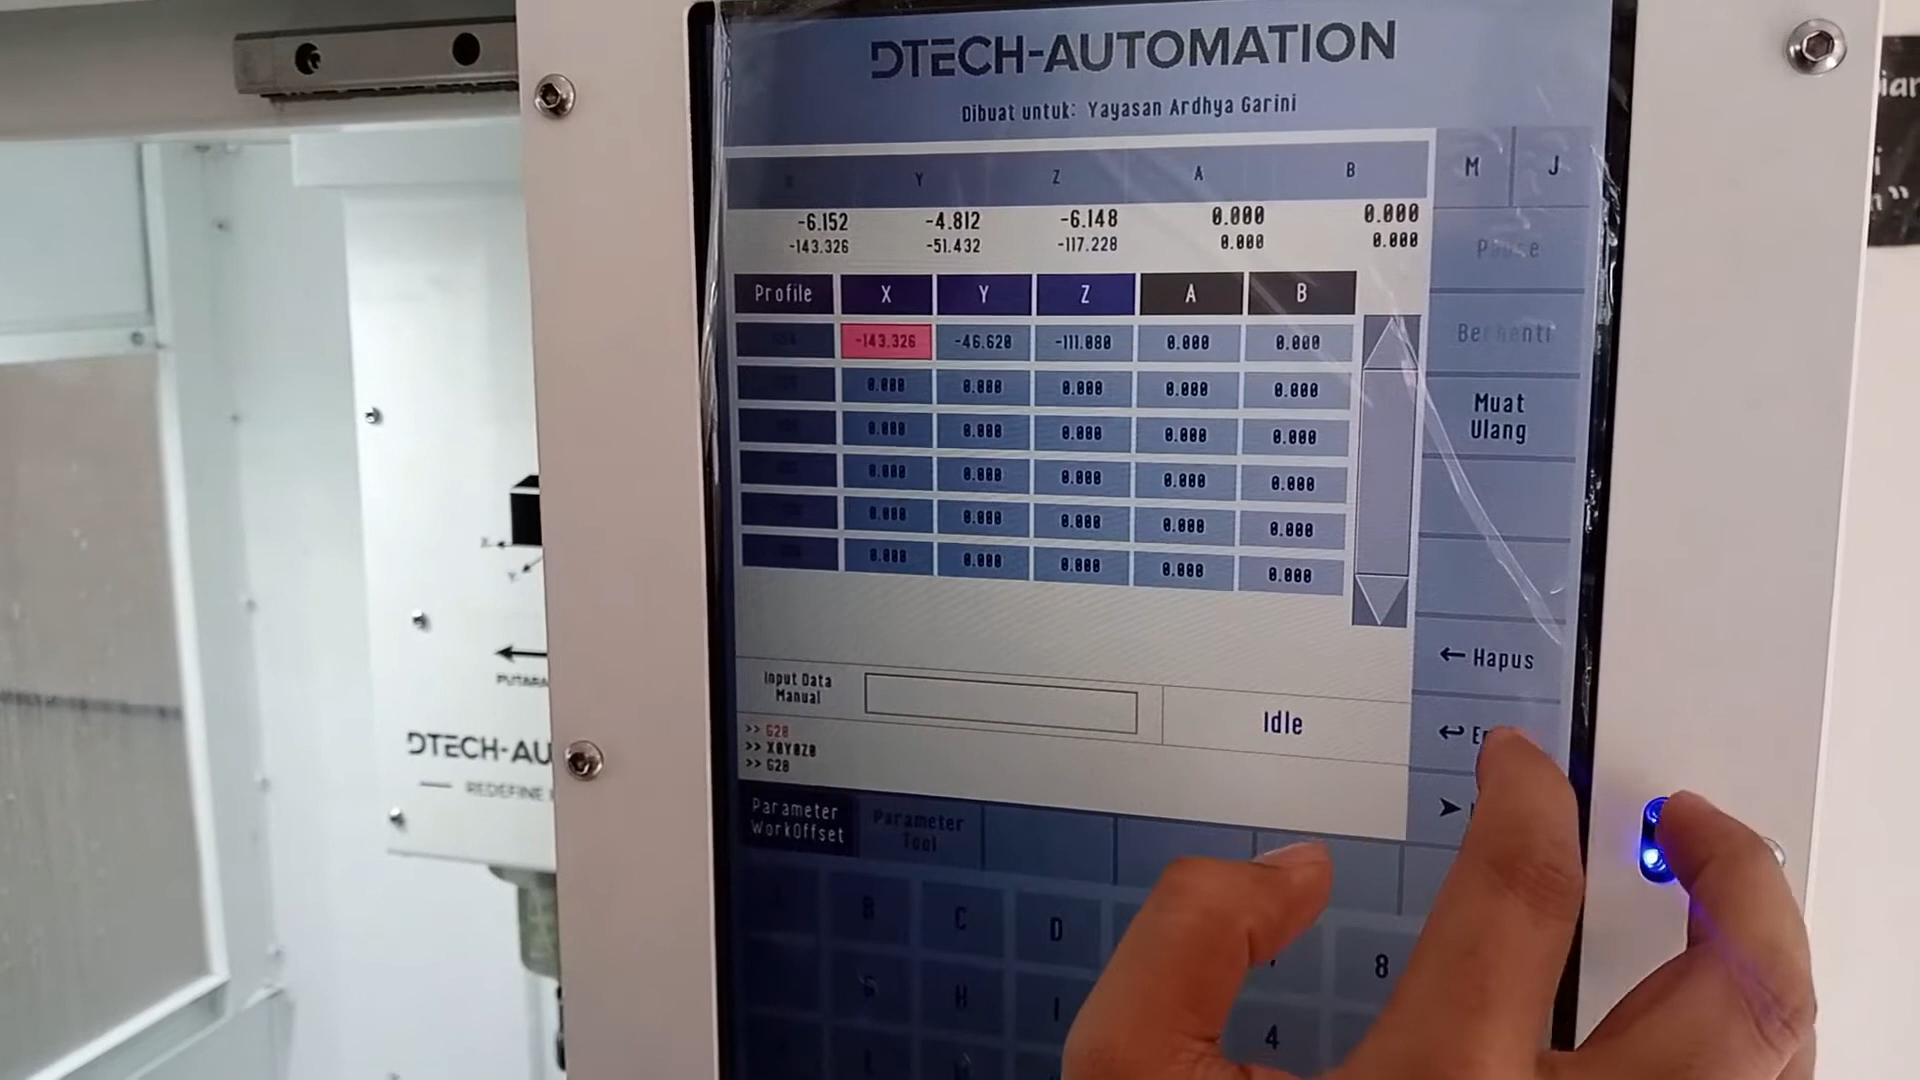 DTECH-AUTOMATION
Dibuat untuk: Yayasan Ardhya Garini
Y Z A B M J
-6.152 -4.812 -6.148 0.000 0.000
-143.326 -51.432 -117.228 0.000 0.000
Pause
Profile X Y Z A B
-143.326 -46.620 -111.080 0.000 0.000
Berhenti
0.000 0.000 0.000 0.000 0.000
0.000 0.000 0.000 0.000 0.000
0.000 0.000 0.000 0.000 0.000
0.000 0.000 0.000 0.000 0.000
0.000 0.000 0.000 0.000 0.000
Muat
Ulang
← Hapus
Input Data
Manual
Idle
>> G28
>> X0Y0Z0
>> G28
Parameter
WorkOffset
Parameter
Tool
B C D
8
H I
4
DTECH-AU
REDEFINE